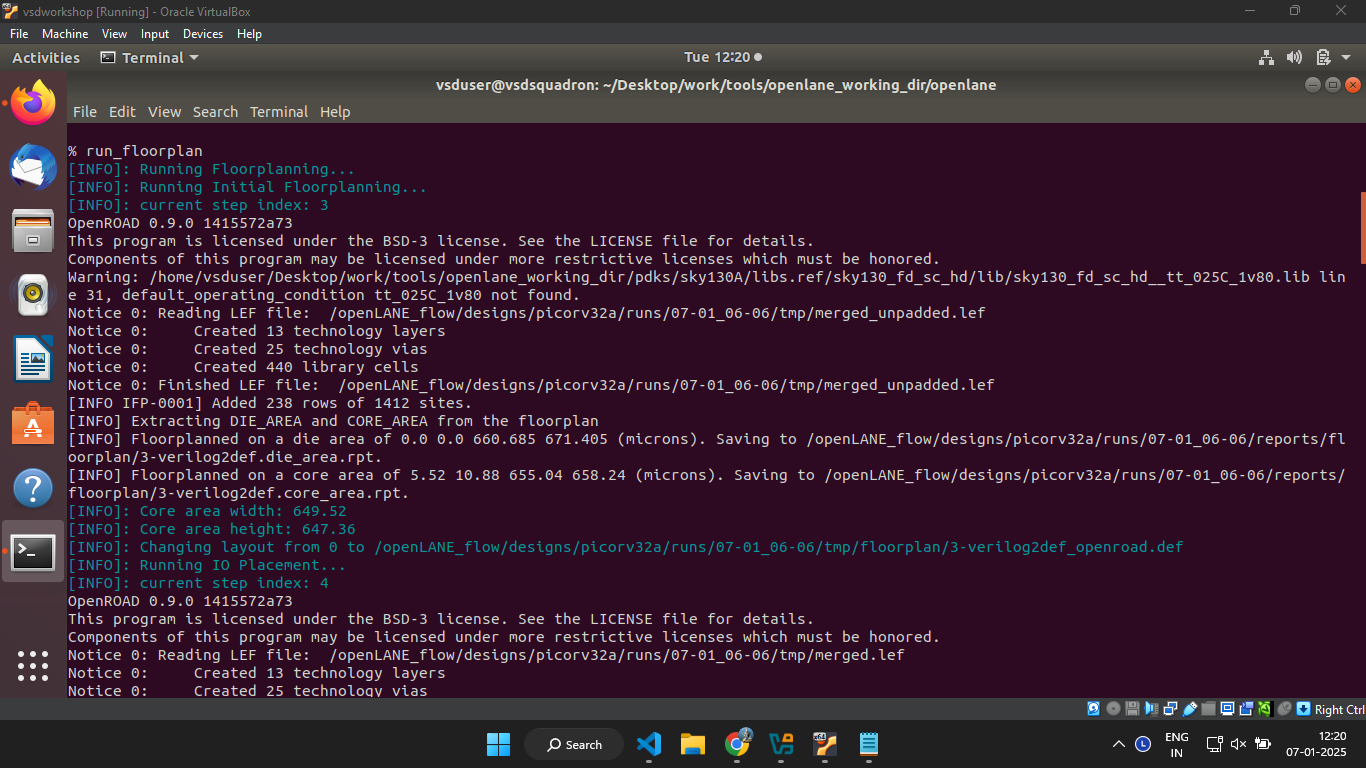 vsdworkshop [Running] - Oracle VirtualBox
File Machine View Input Devices Help
Activities Terminal Tue 12:20
vsduser@vsdsquadron: ~/Desktop/work/tools/openlane_working_dir/openlane
File Edit View Search Terminal Help
% run_floorplan
[INFO]: Running Floorplanning...
[INFO]: Running Initial Floorplanning...
[INFO]: current step index: 3
OpenROAD 0.9.0 1415572a73
This program is licensed under the BSD-3 license. See the LICENSE file for details.
Components of this program may be licensed under more restrictive licenses which must be honored.
Warning: /home/vsduser/Desktop/work/tools/openlane_working_dir/pdks/sky130A/libs.ref/sky130_fd_sc_hd/lib/sky130_fd_sc_hd__tt_025C_1v80.lib lin
e 31, default_operating_condition tt_025C_1v80 not found.
Notice 0: Reading LEF file:  /openLANE_flow/designs/picorv32a/runs/07-01_06-06/tmp/merged_unpadded.lef
Notice 0:     Created 13 technology layers
Notice 0:     Created 25 technology vias
Notice 0:     Created 440 library cells
Notice 0: Finished LEF file:  /openLANE_flow/designs/picorv32a/runs/07-01_06-06/tmp/merged_unpadded.lef
[INFO IFP-0001] Added 238 rows of 1412 sites.
[INFO] Extracting DIE_AREA and CORE_AREA from the floorplan
[INFO] Floorplanned on a die area of 0.0 0.0 660.685 671.405 (microns). Saving to /openLANE_flow/designs/picorv32a/runs/07-01_06-06/reports/fl
oorplan/3-verilog2def.die_area.rpt.
[INFO] Floorplanned on a core area of 5.52 10.88 655.04 658.24 (microns). Saving to /openLANE_flow/designs/picorv32a/runs/07-01_06-06/reports/
floorplan/3-verilog2def.core_area.rpt.
[INFO]: Core area width: 649.52
[INFO]: Core area height: 647.36
[INFO]: Changing layout from 0 to /openLANE_flow/designs/picorv32a/runs/07-01_06-06/tmp/floorplan/3-verilog2def_openroad.def
[INFO]: Running IO Placement...
[INFO]: current step index: 4
OpenROAD 0.9.0 1415572a73
This program is licensed under the BSD-3 license. See the LICENSE file for details.
Components of this program may be licensed under more restrictive licenses which must be honored.
Notice 0: Reading LEF file:  /openLANE_flow/designs/picorv32a/runs/07-01_06-06/tmp/merged.lef
Notice 0:     Created 13 technology layers
Notice 0:     Created 25 technology vias
Right Ctrl
Search
ENG
IN
12:20
07-01-2025